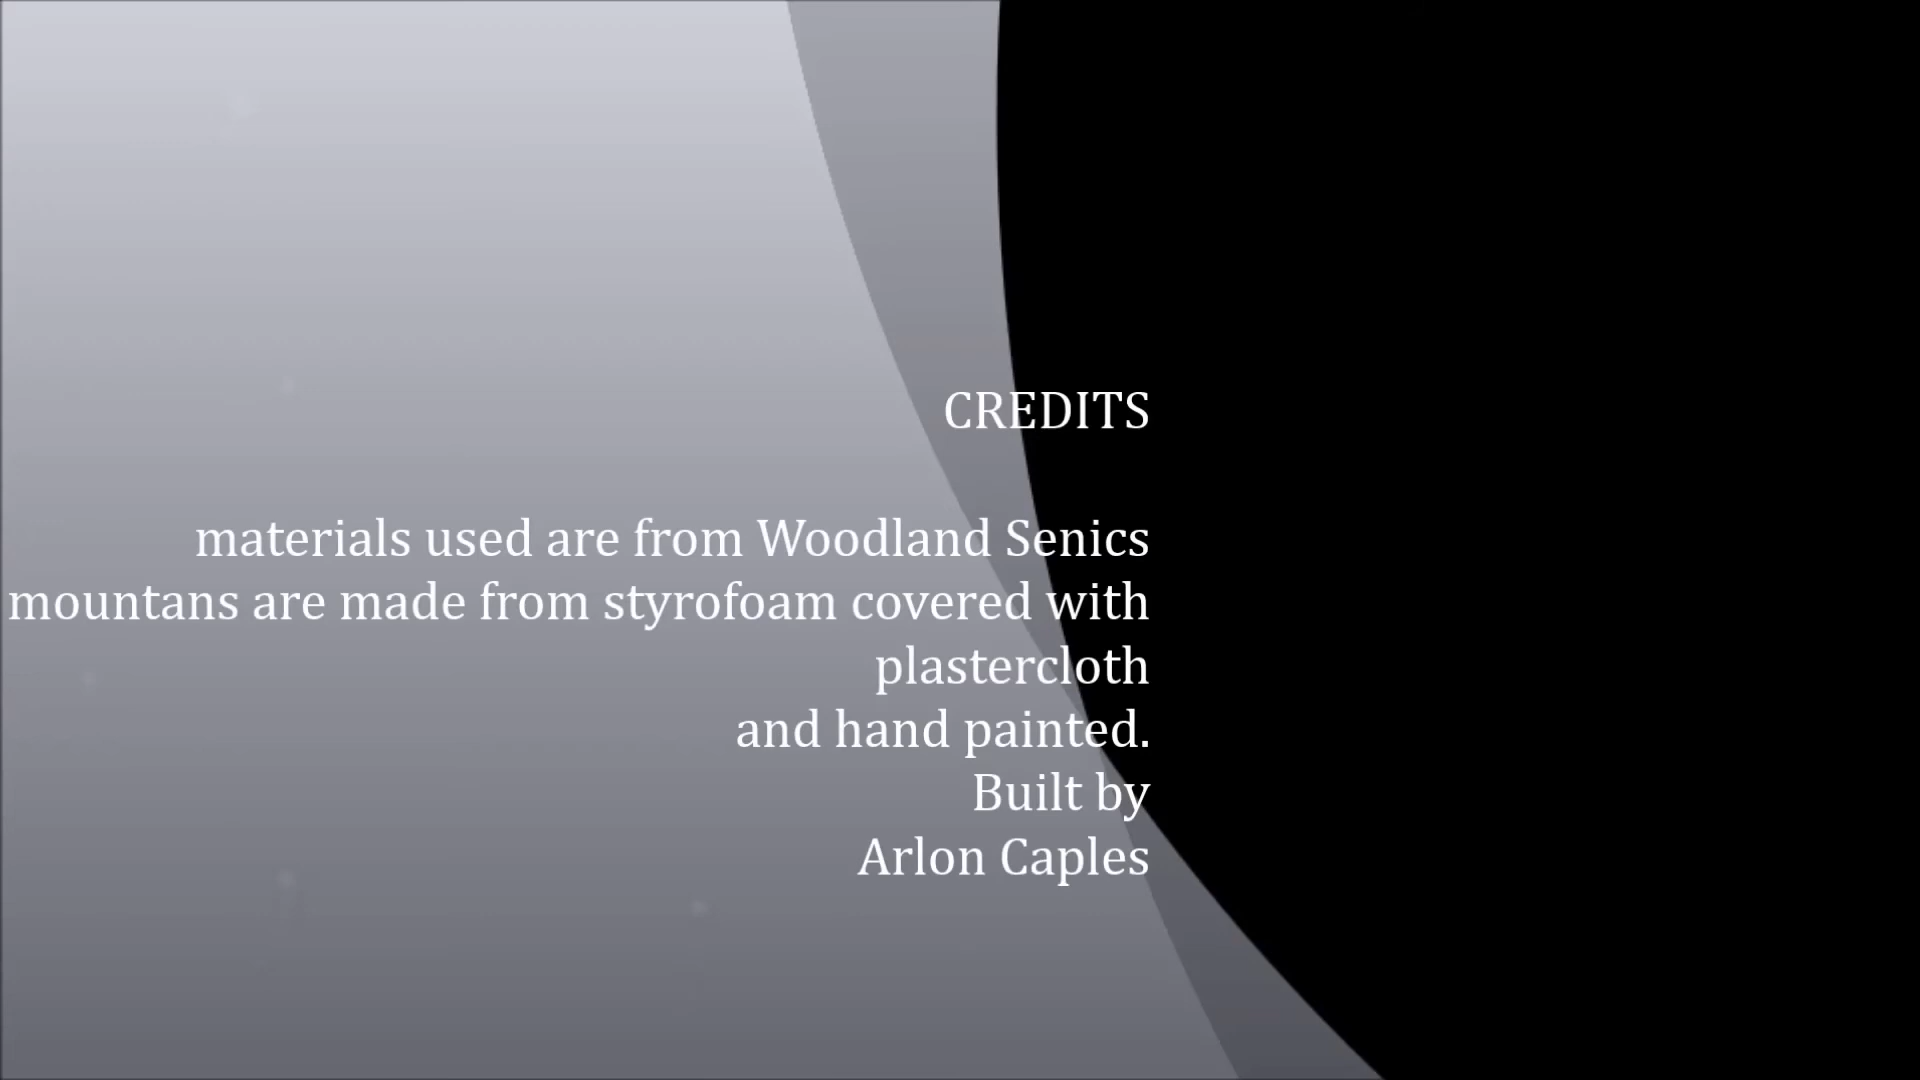 CREDITS
materials used are from Woodland Senics
mountans are made from styrofoam covered with
plastercloth
and hand painted.
Built by
Arlon Caples